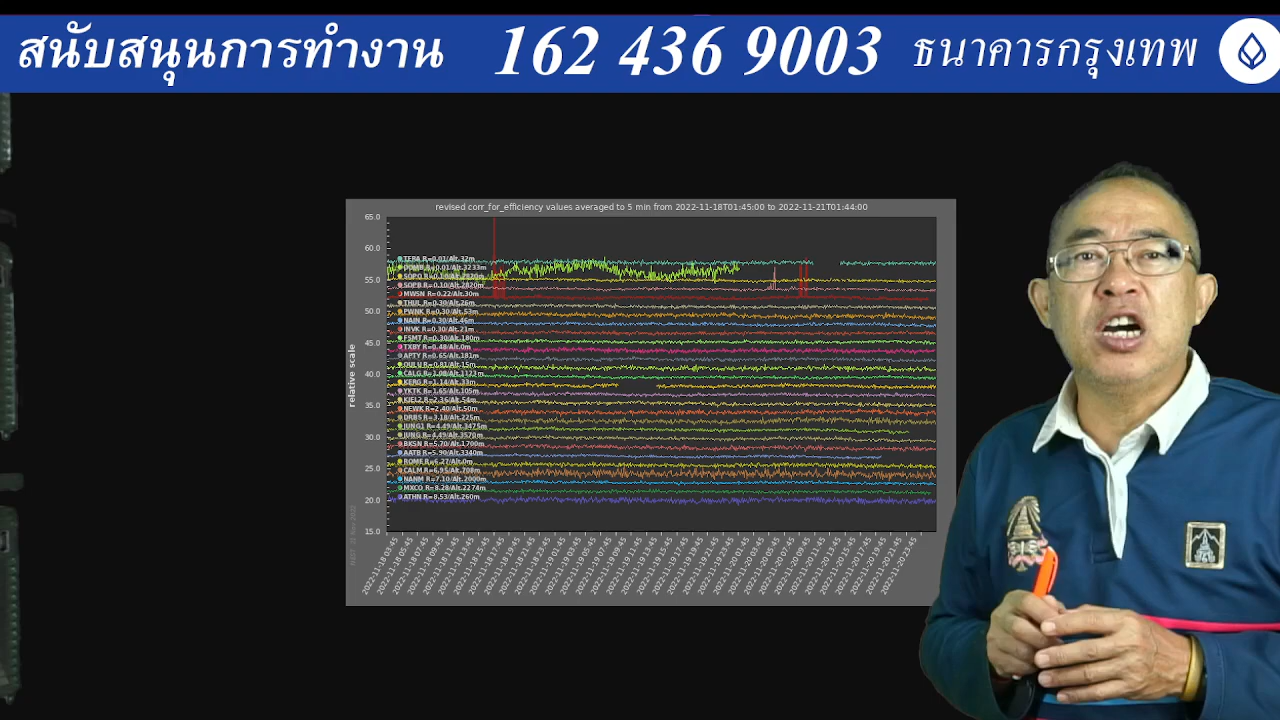 สนับสนุนการทำงาน 162 436 9003 ธนาคารกรุงเทพ
revised corr_for_efficiency values averaged to 5 min from 2022-11-18T01:45:00 to 2022-11-21T01:44:00
65.0
60.0
55.0
50.0
45.0
40.0
35.0
30.0
25.0
20.0
15.0
relative scale
TERA R=0.01/Alt.32m
DOMB R=0.01/Alt.3233m
SOPO R=0.10/Alt.2820m
SOPB R=0.10/Alt.2820m
MWSN R=0.22/Alt.30m
THUL R=0.30/Alt.26m
PWNK R=0.30/Alt.53m
NAIN R=0.30/Alt.46m
INVK R=0.30/Alt.21m
FSMT R=0.30/Alt.180m
TXBY R=0.48/Alt.0m
APTY R=0.65/Alt.181m
OULU R=0.81/Alt.15m
CALG R=1.08/Alt.1123m
KERG R=1.14/Alt.33m
YKTK R=1.65/Alt.105m
KIEL2 R=2.36/Alt.54m
NEWK R=2.40/Alt.50m
DRBS R=3.18/Alt.225m
JUNG1 R=4.49/Alt.3475m
JUNG R=4.49/Alt.3570m
BKSN R=5.70/Alt.1700m
AATB R=5.90/Alt.3340m
ROME R=6.27/Alt.0m
CALM R=6.95/Alt.708m
NANM R=7.10/Alt.2000m
MXCO R=8.28/Alt.2274m
ATHN R=8.53/Alt.260m